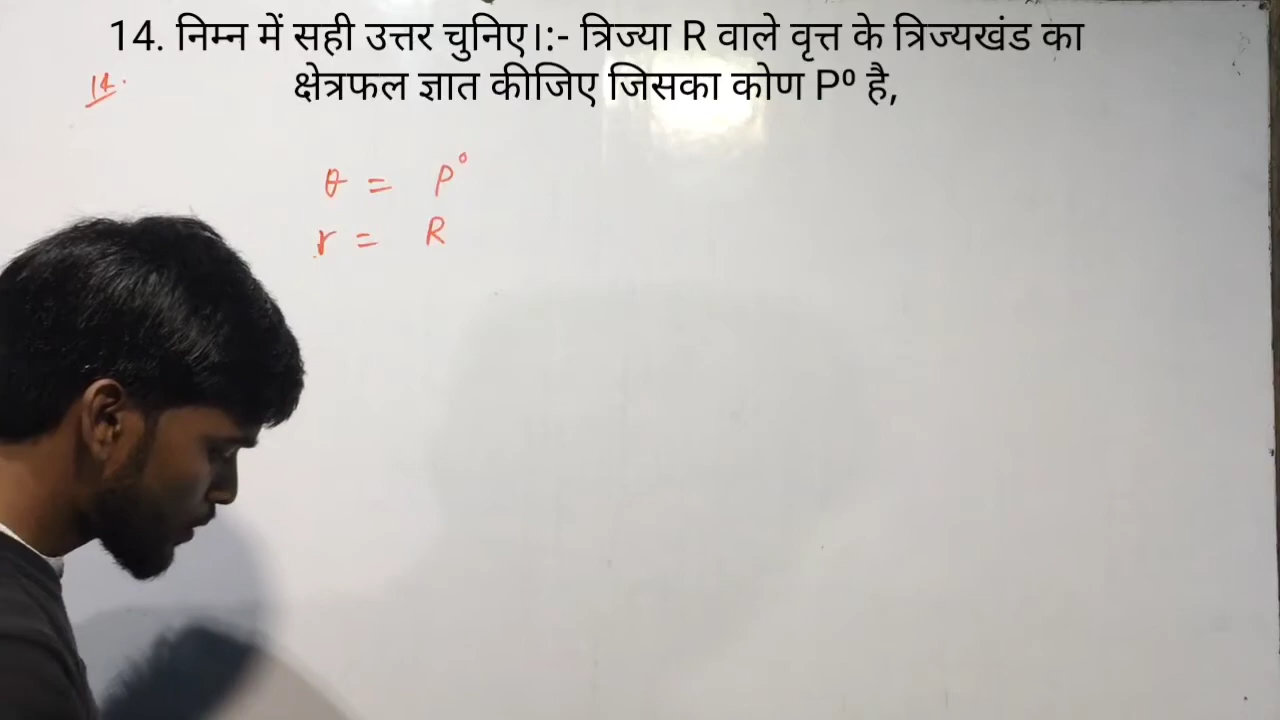 14. निम्न में सही उत्तर चुनिए।:- त्रिज्या R वाले वृत्त के त्रिज्यखंड का
क्षेत्रफल ज्ञात कीजिए जिसका कोण P⁰ है,
14.
θ = P°
r = R